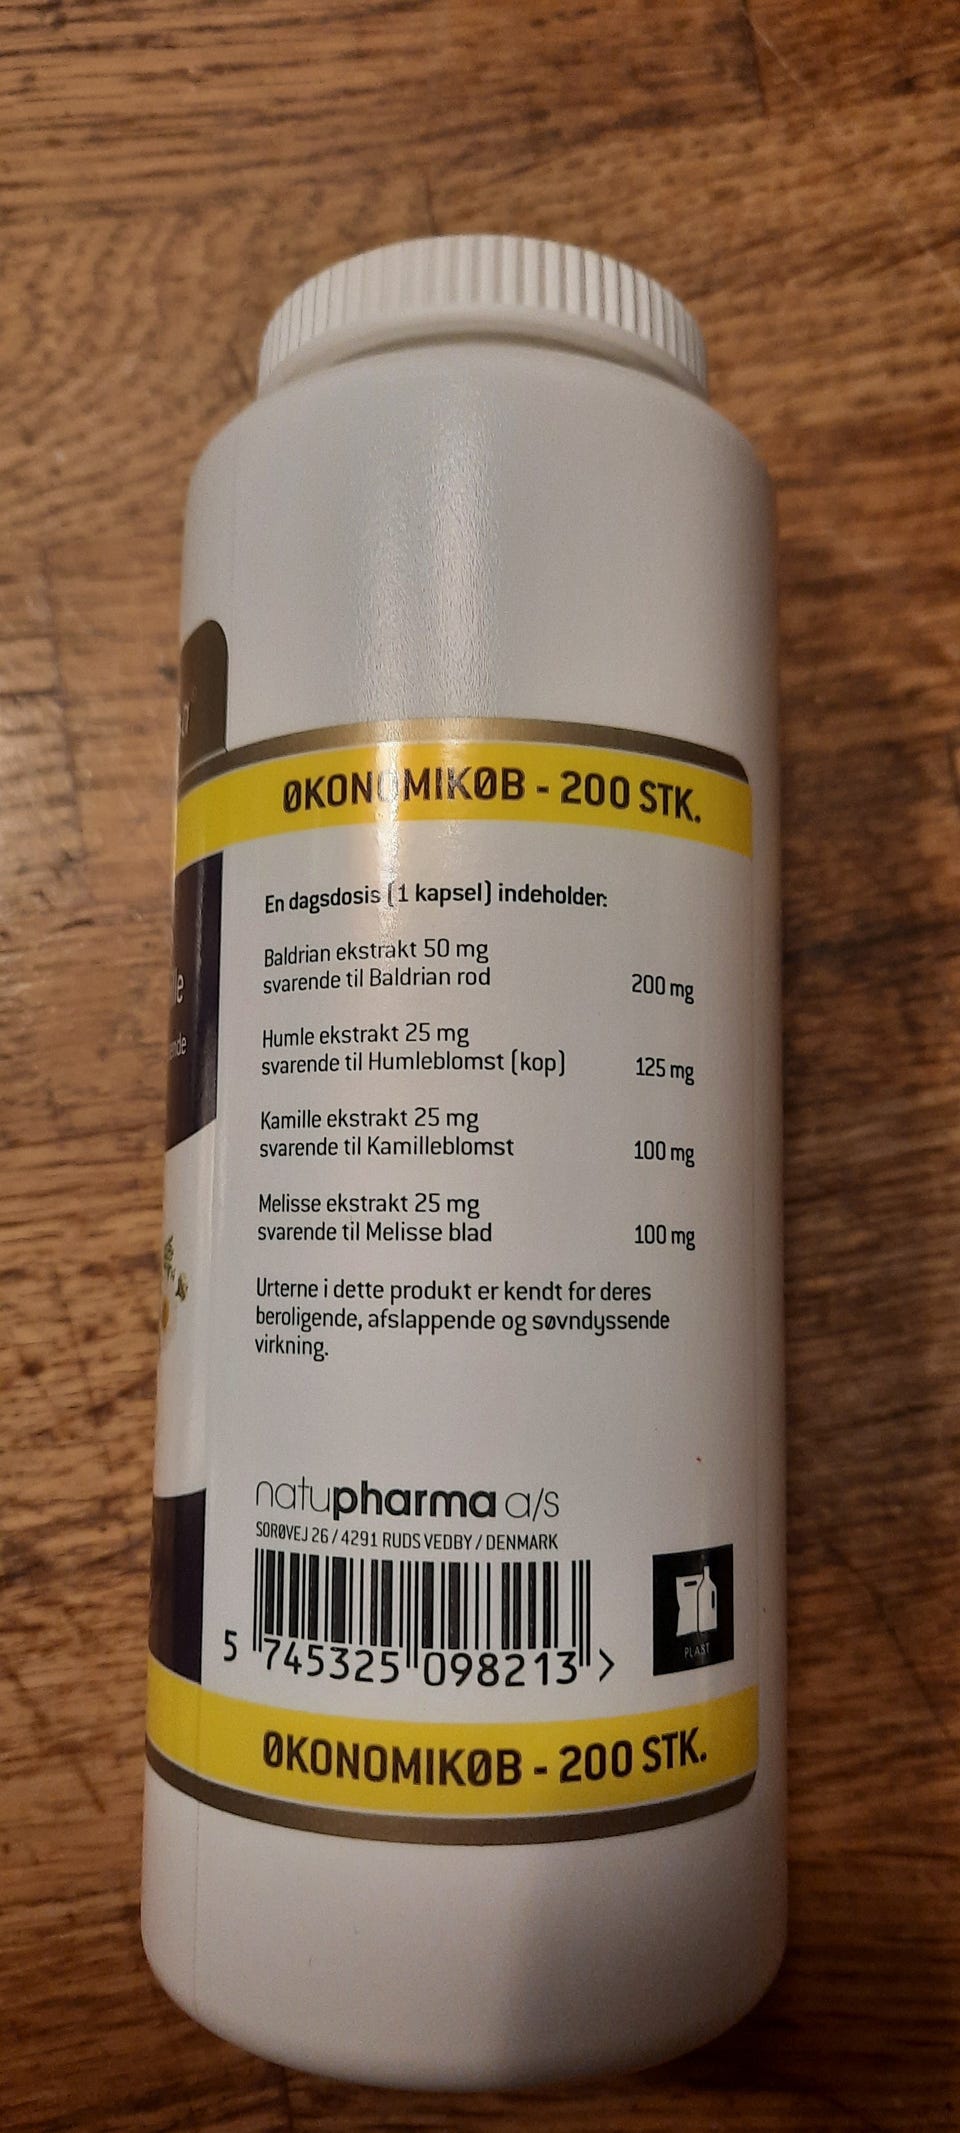 ØKONOMIKØB - 200 STK.
En dagsdosis (1 kapsel) indeholder:
Baldrian ekstrakt 50 mg
svarende til Baldrian rod 200 mg
Humle ekstrakt 25 mg
svarende til Humleblomst (kop) 125 mg
Kamille ekstrakt 25 mg
svarende til Kamilleblomst 100 mg
Melisse ekstrakt 25 mg
svarende til Melisse blad 100 mg
Urterne i dette produkt er kendt for deres
beroligende, afslappende og søvndyssende
virkning.
natupharma a/s
SORØVEJ 26 / 4291 RUDS VEDBY / DENMARK
5 745325 098213 >
PLAST
ØKONOMIKØB - 200 STK.